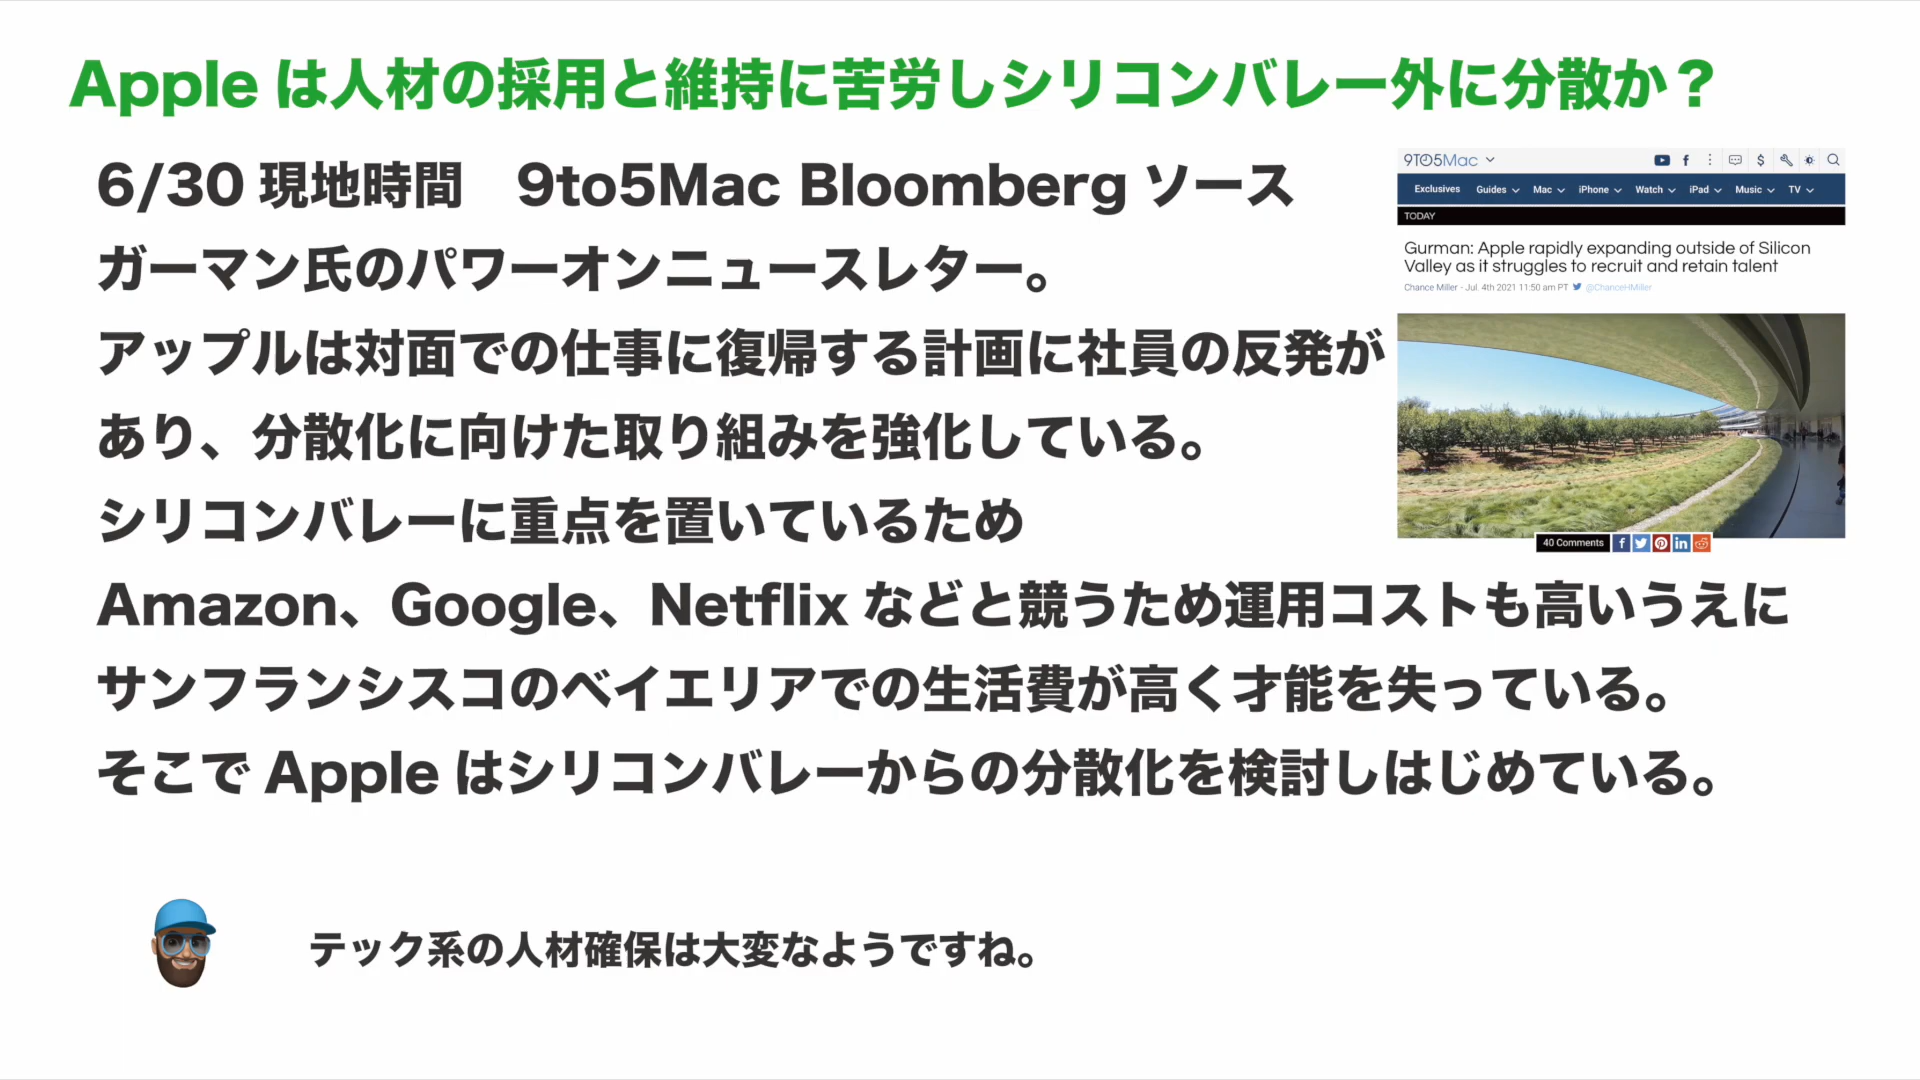 Apple は人材の採用と維持に苦労しシリコンバレー外に分散か？
6/30 現地時間　9to5Mac Bloomberg ソース
ガーマン氏のパワーオンニュースレター。
アップルは対面での仕事に復帰する計画に社員の反発が
あり、分散化に向けた取り組みを強化している。
シリコンバレーに重点を置いているため
Amazon、Google、Netflix などと競うため運用コストも高いうえに
サンフランシスコのベイエリアでの生活費が高く才能を失っている。
そこで Apple はシリコンバレーからの分散化を検討しはじめている。
9TO5Mac
Exclusives Guides Mac iPhone Watch iPad Music TV
TODAY
Gurman: Apple rapidly expanding outside of Silicon
Valley as it struggles to recruit and retain talent
Chance Miller - Jul. 4th 2021 11:50 am PT @ChanceHMiller
40 Comments
テック系の人材確保は大変なようですね。